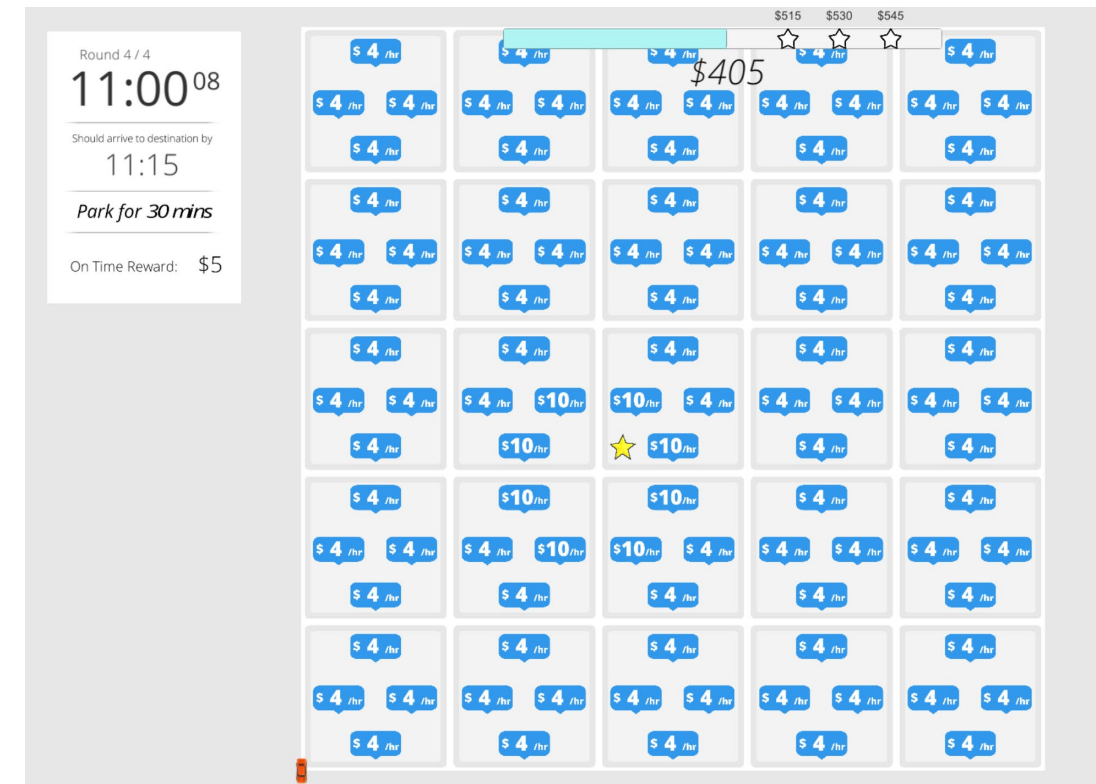 $515 $530 $545
Round 4 / 4
11:00 08
$405
Should arrive to destination by
11:15
Park for 30 mins
On Time Reward: $5
$ 4 /hr $ 4 /hr $ 4 /hr $ 4 /hr $ 4 /hr
$ 4 /hr $ 4 /hr $ 4 /hr $ 4 /hr $ 4 /hr $ 4 /hr $ 4 /hr $ 4 /hr $ 4 /hr $ 4 /hr
$ 4 /hr $ 4 /hr $ 4 /hr $ 4 /hr $ 4 /hr
$ 4 /hr $ 4 /hr $ 4 /hr $ 4 /hr $ 4 /hr
$ 4 /hr $ 4 /hr $ 4 /hr $ 4 /hr $ 4 /hr $ 4 /hr $ 4 /hr $ 4 /hr $ 4 /hr $ 4 /hr
$ 4 /hr $ 4 /hr $ 4 /hr $ 4 /hr $ 4 /hr
$ 4 /hr $ 4 /hr $ 4 /hr $ 4 /hr $ 4 /hr
$ 4 /hr $ 4 /hr $ 4 /hr $10/hr $10/hr $ 4 /hr $ 4 /hr $ 4 /hr $ 4 /hr $ 4 /hr
$ 4 /hr $10/hr $10/hr $ 4 /hr $ 4 /hr
$ 4 /hr $10/hr $10/hr $ 4 /hr $ 4 /hr
$ 4 /hr $ 4 /hr $ 4 /hr $10/hr $10/hr $ 4 /hr $ 4 /hr $ 4 /hr $ 4 /hr $ 4 /hr
$ 4 /hr $ 4 /hr $ 4 /hr $ 4 /hr $ 4 /hr
$ 4 /hr $ 4 /hr $ 4 /hr $ 4 /hr $ 4 /hr
$ 4 /hr $ 4 /hr $ 4 /hr $ 4 /hr $ 4 /hr $ 4 /hr $ 4 /hr $ 4 /hr $ 4 /hr $ 4 /hr
$ 4 /hr $ 4 /hr $ 4 /hr $ 4 /hr $ 4 /hr